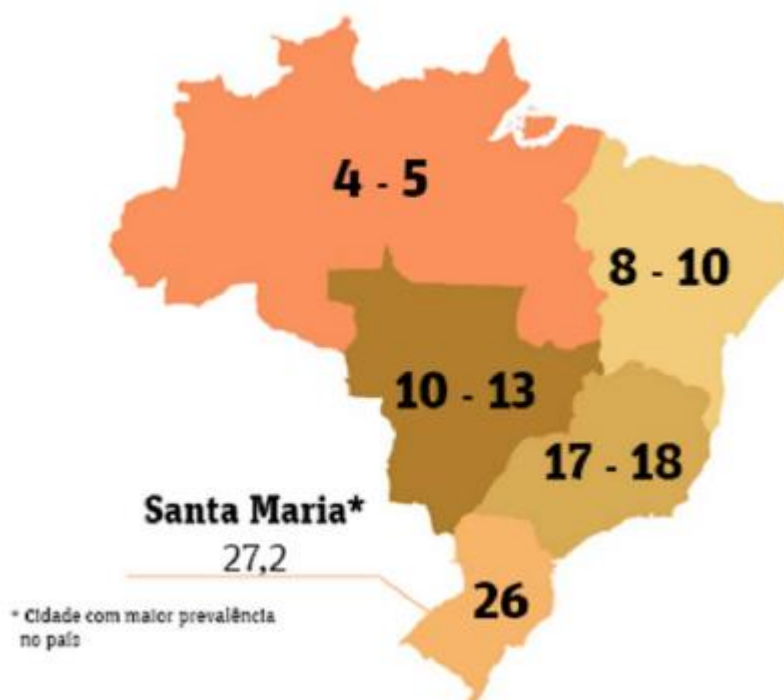 4 - 5
8 - 10
10 - 13
17 - 18
Santa Maria*
27,2
26
* Cidade com maior prevalência
no país